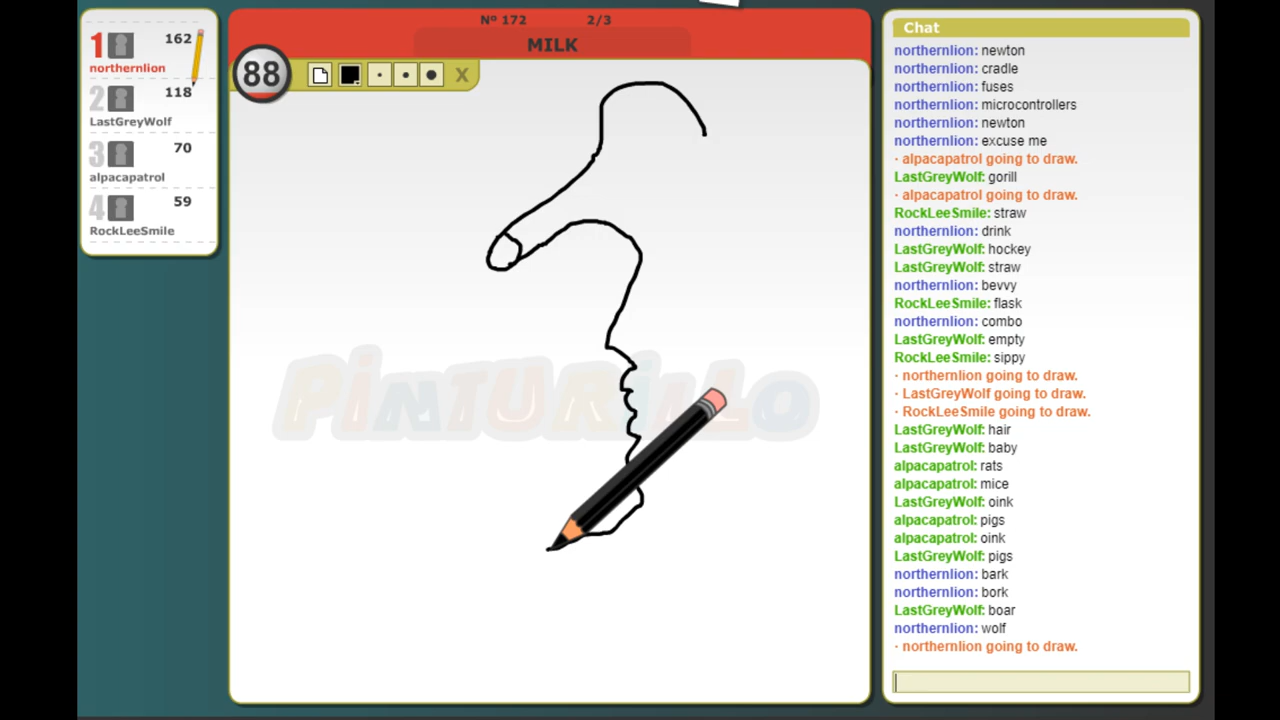 1 162
northernlion
2 118
LastGreyWolf
3 70
alpacapatrol
4 59
RockLeeSmile
Nº 172 2/3
MILK
88
X
PINTURILLO
Chat
northernlion: newton
northernlion: cradle
northernlion: fuses
northernlion: microcontrollers
northernlion: newton
northernlion: excuse me
· alpacapatrol going to draw.
LastGreyWolf: gorill
· alpacapatrol going to draw.
RockLeeSmile: straw
northernlion: drink
LastGreyWolf: hockey
LastGreyWolf: straw
northernlion: bevvy
RockLeeSmile: flask
northernlion: combo
LastGreyWolf: empty
RockLeeSmile: sippy
· northernlion going to draw.
· LastGreyWolf going to draw.
· RockLeeSmile going to draw.
LastGreyWolf: hair
LastGreyWolf: baby
alpacapatrol: rats
alpacapatrol: mice
LastGreyWolf: oink
alpacapatrol: pigs
alpacapatrol: oink
LastGreyWolf: pigs
northernlion: bark
northernlion: bork
LastGreyWolf: boar
northernlion: wolf
· northernlion going to draw.